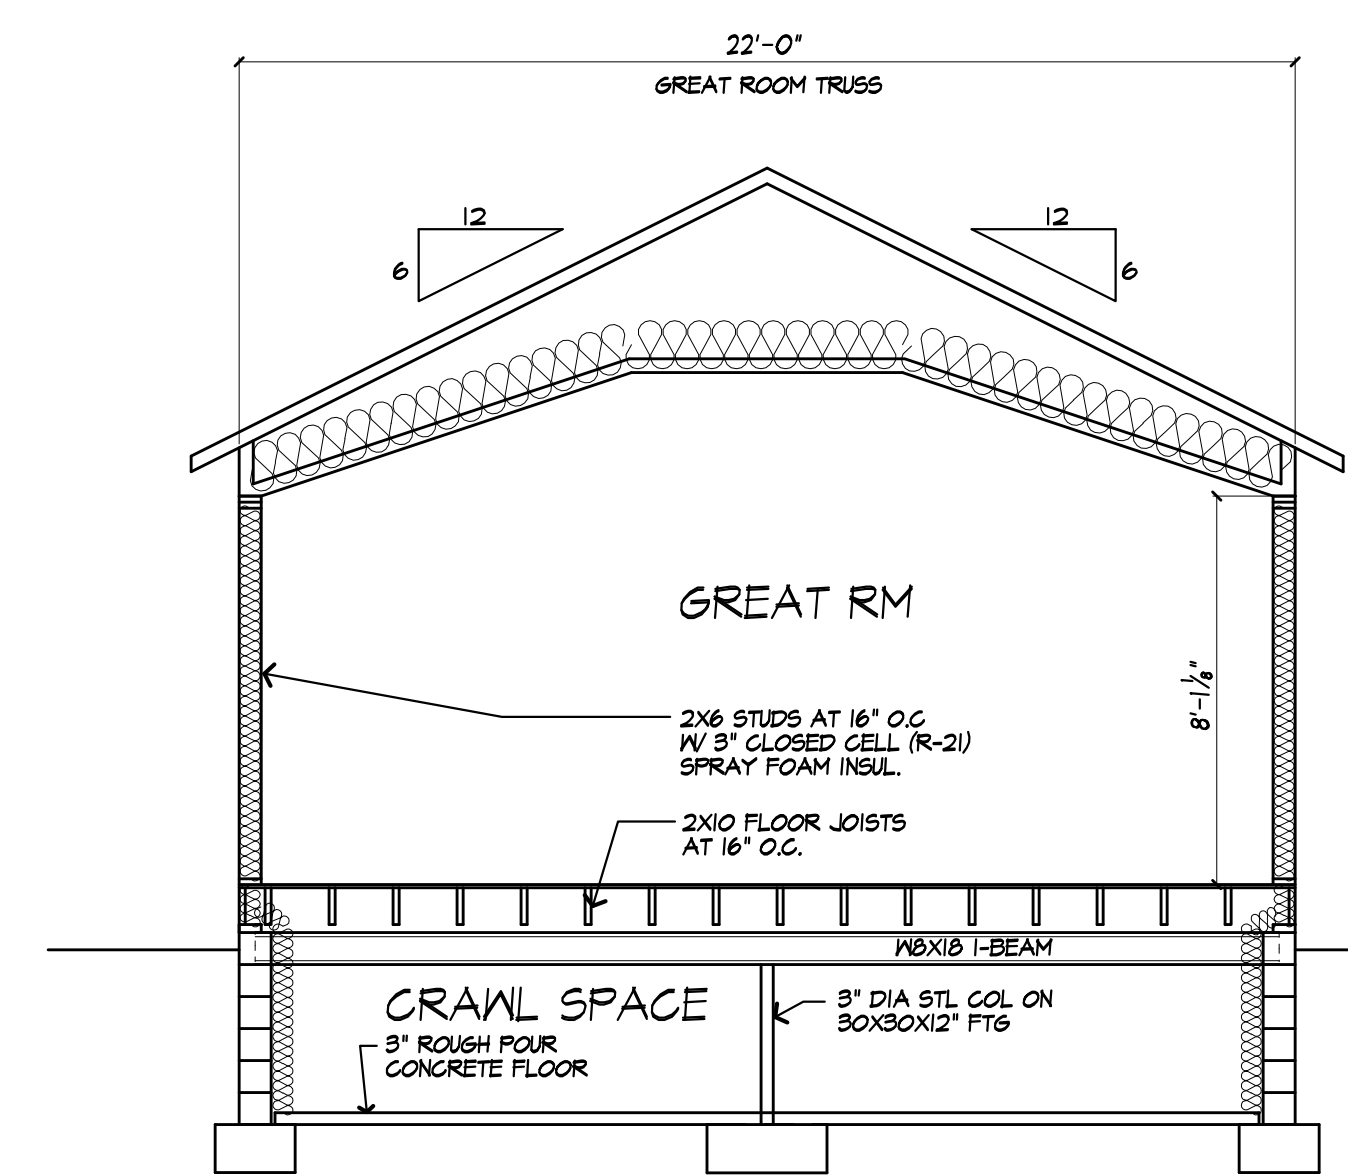 22'-0"
GREAT ROOM TRUSS
12
12
6
6
GREAT RM
8'-1⅛"
2X6 STUDS AT 16" O.C
W/ 3" CLOSED CELL (R-21)
SPRAY FOAM INSUL.
2X10 FLOOR JOISTS
AT 16" O.C.
W8X18 I-BEAM
CRAWL SPACE
3" DIA STL COL ON
30X30X12" FTG
3" ROUGH POUR
CONCRETE FLOOR